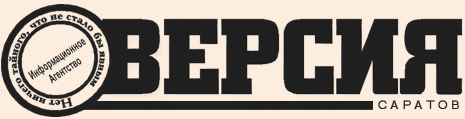 Нет ничего тайного, что не стало бы явным
Информационное
Агентство
ВЕРСИЯ
САРАТОВ